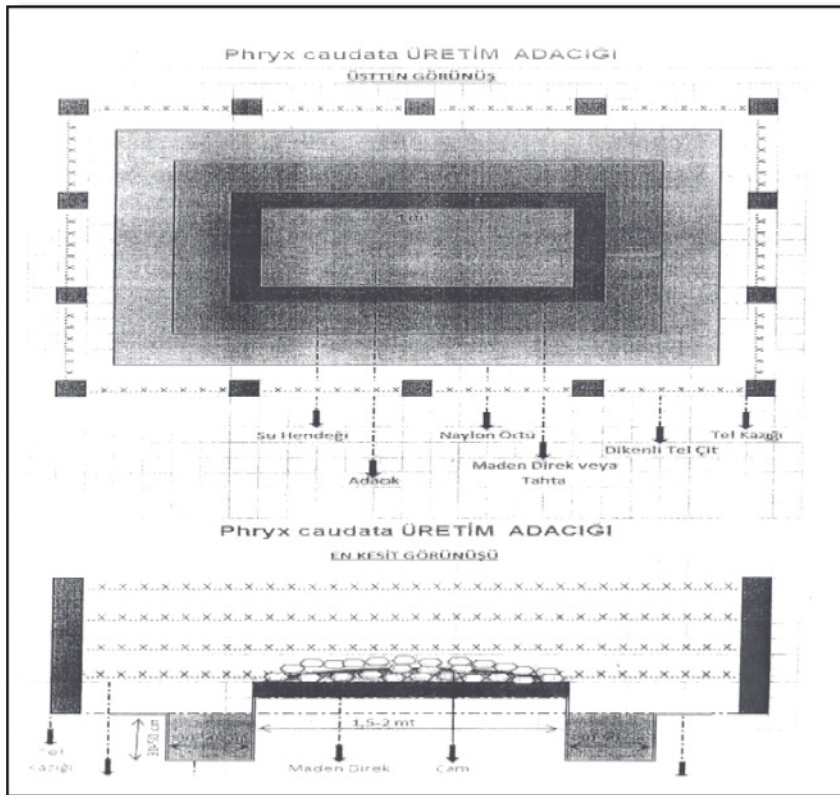 Phryx caudata ÜRETİM ADACIĞI
ÜSTTEN GÖRÜNÜŞ
Su Hendeği
Naylon Örtü
Tel Kazığı
Dikenli Tel Çit
Maden Direk veya
Tahta
Adacık
Phryx caudata ÜRETİM ADACIĞI
EN KESİT GÖRÜNÜŞÜ
1,5-2 mt
Tel
Kazığı
Maden Direk
Çam